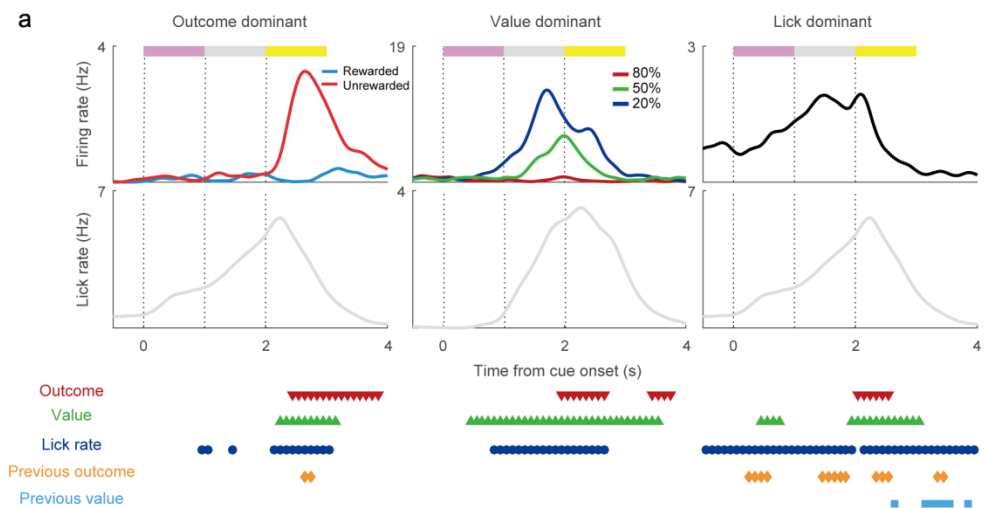 a
Outcome dominant
Value dominant
Lick dominant
4
19
3
Rewarded
Unrewarded
80%
50%
20%
Firing rate (Hz)
7
4
7
Lick rate (Hz)
0 2 4
0 2 4
0 2 4
Time from cue onset (s)
Outcome
Value
Lick rate
Previous outcome
Previous value